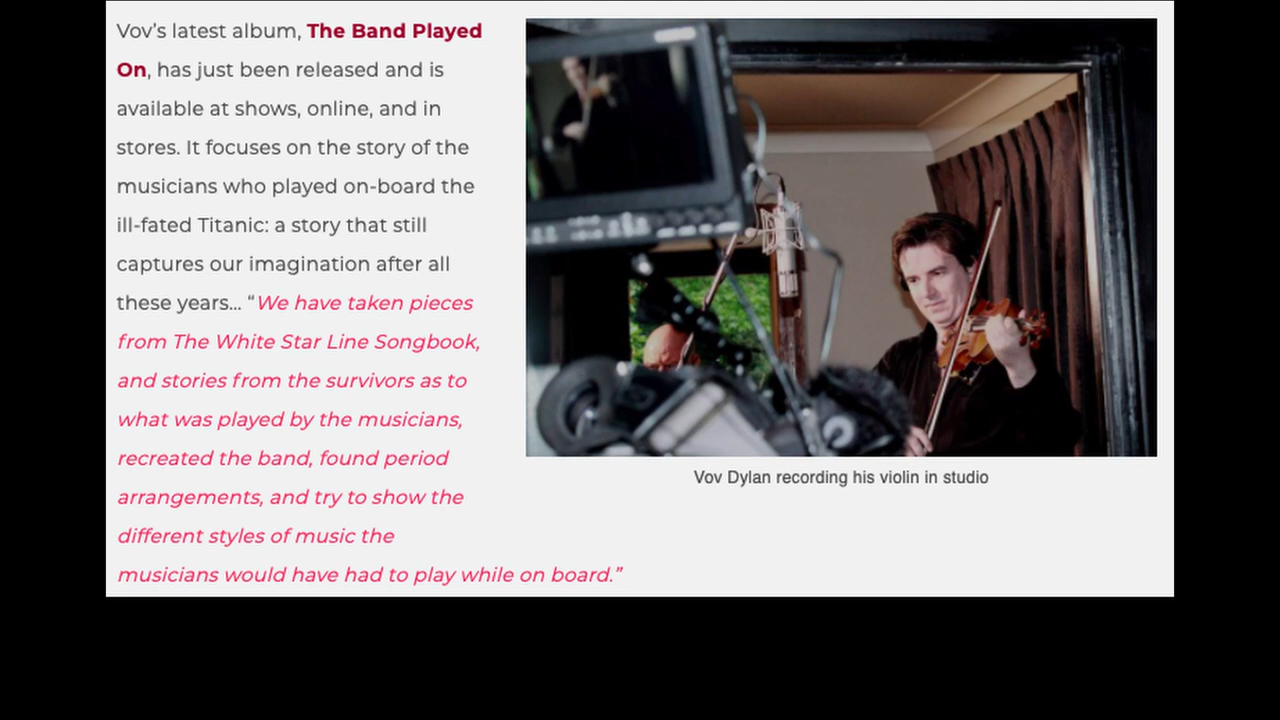 Vov’s latest album, The Band Played
On, has just been released and is
available at shows, online, and in
stores. It focuses on the story of the
musicians who played on-board the
ill-fated Titanic: a story that still
captures our imagination after all
these years… “We have taken pieces
from The White Star Line Songbook,
and stories from the survivors as to
what was played by the musicians,
recreated the band, found period
arrangements, and try to show the
different styles of music the
musicians would have had to play while on board.”
Vov Dylan recording his violin in studio